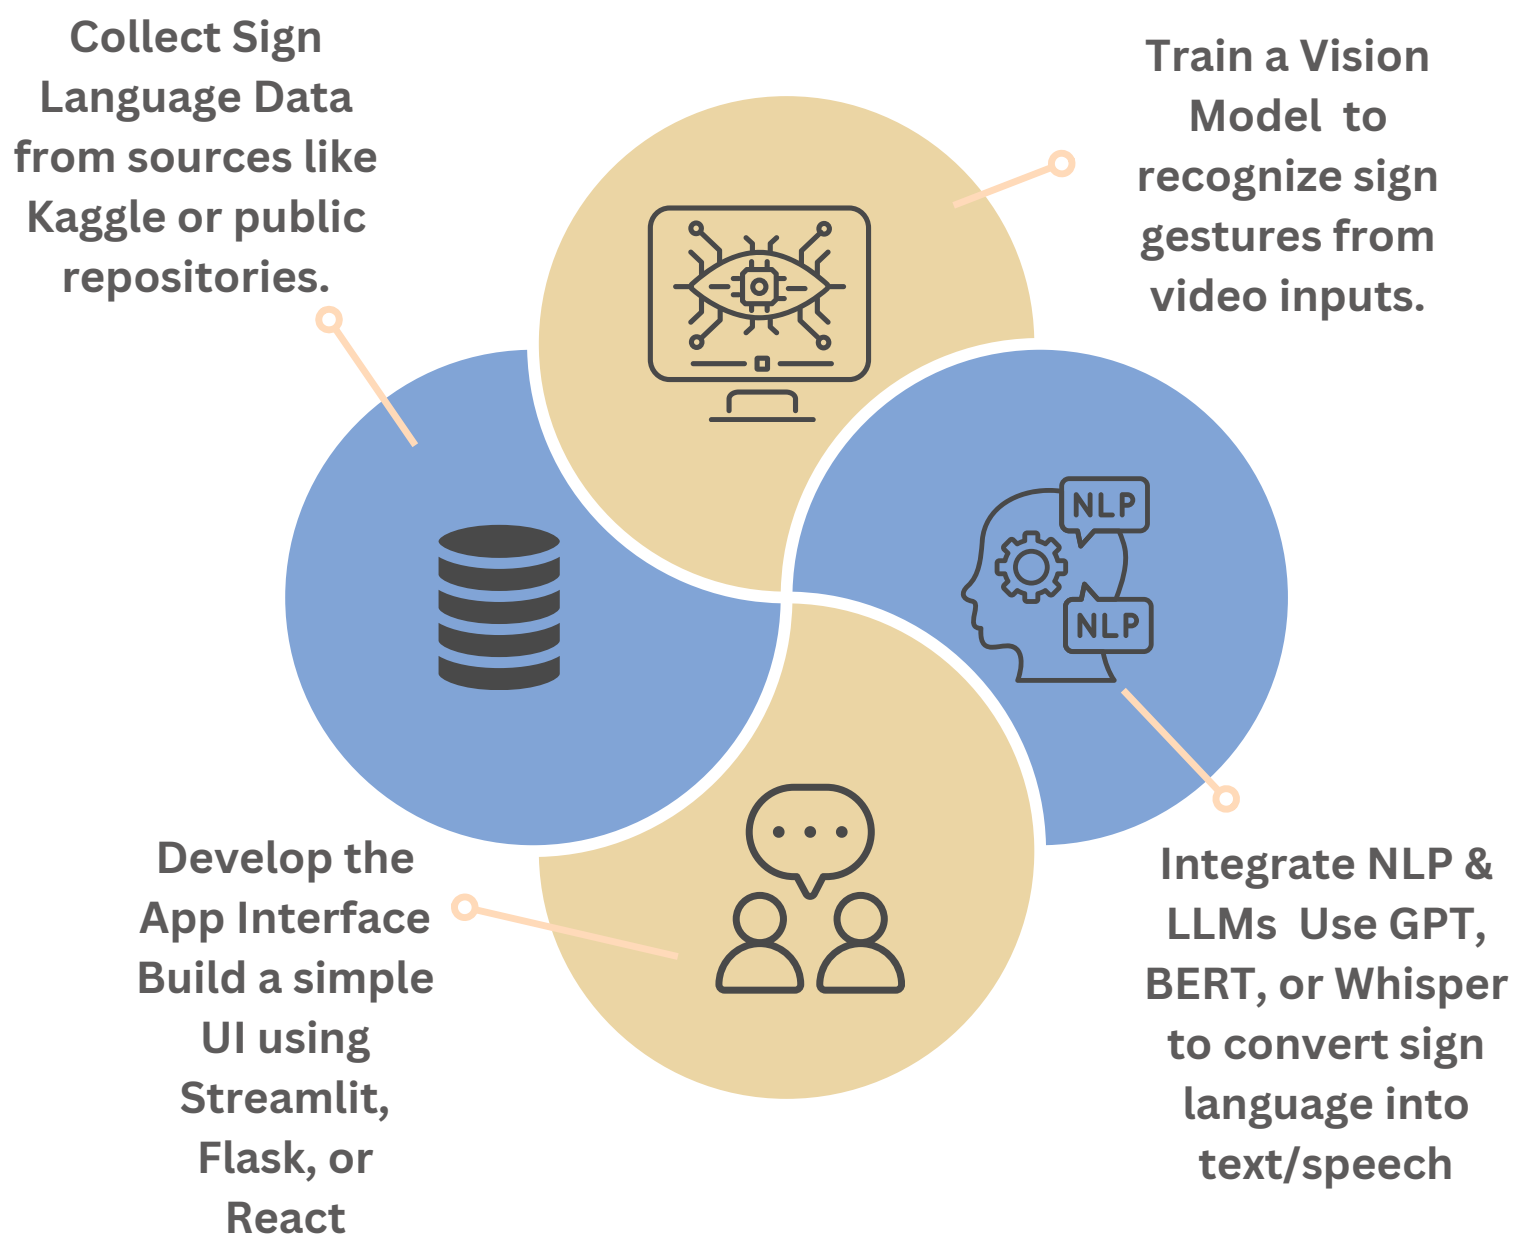 Collect Sign
Language Data
from sources like
Kaggle or public
repositories.
Train a Vision
Model to
recognize sign
gestures from
video inputs.
NLP
NLP
Integrate NLP &
LLMs Use GPT,
BERT, or Whisper
to convert sign
language into
text/speech
Develop the
App Interface
Build a simple
UI using
Streamlit,
Flask, or
React